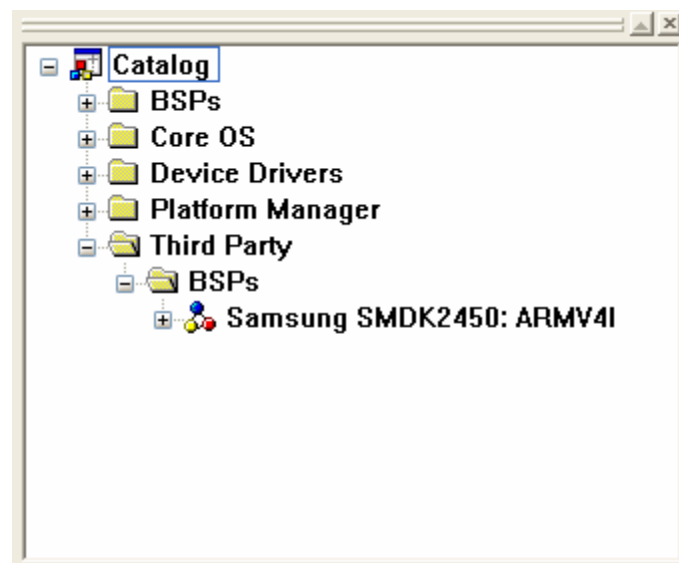 Catalog
BSPs
Core OS
Device Drivers
Platform Manager
Third Party
BSPs
Samsung SMDK2450: ARMV4I